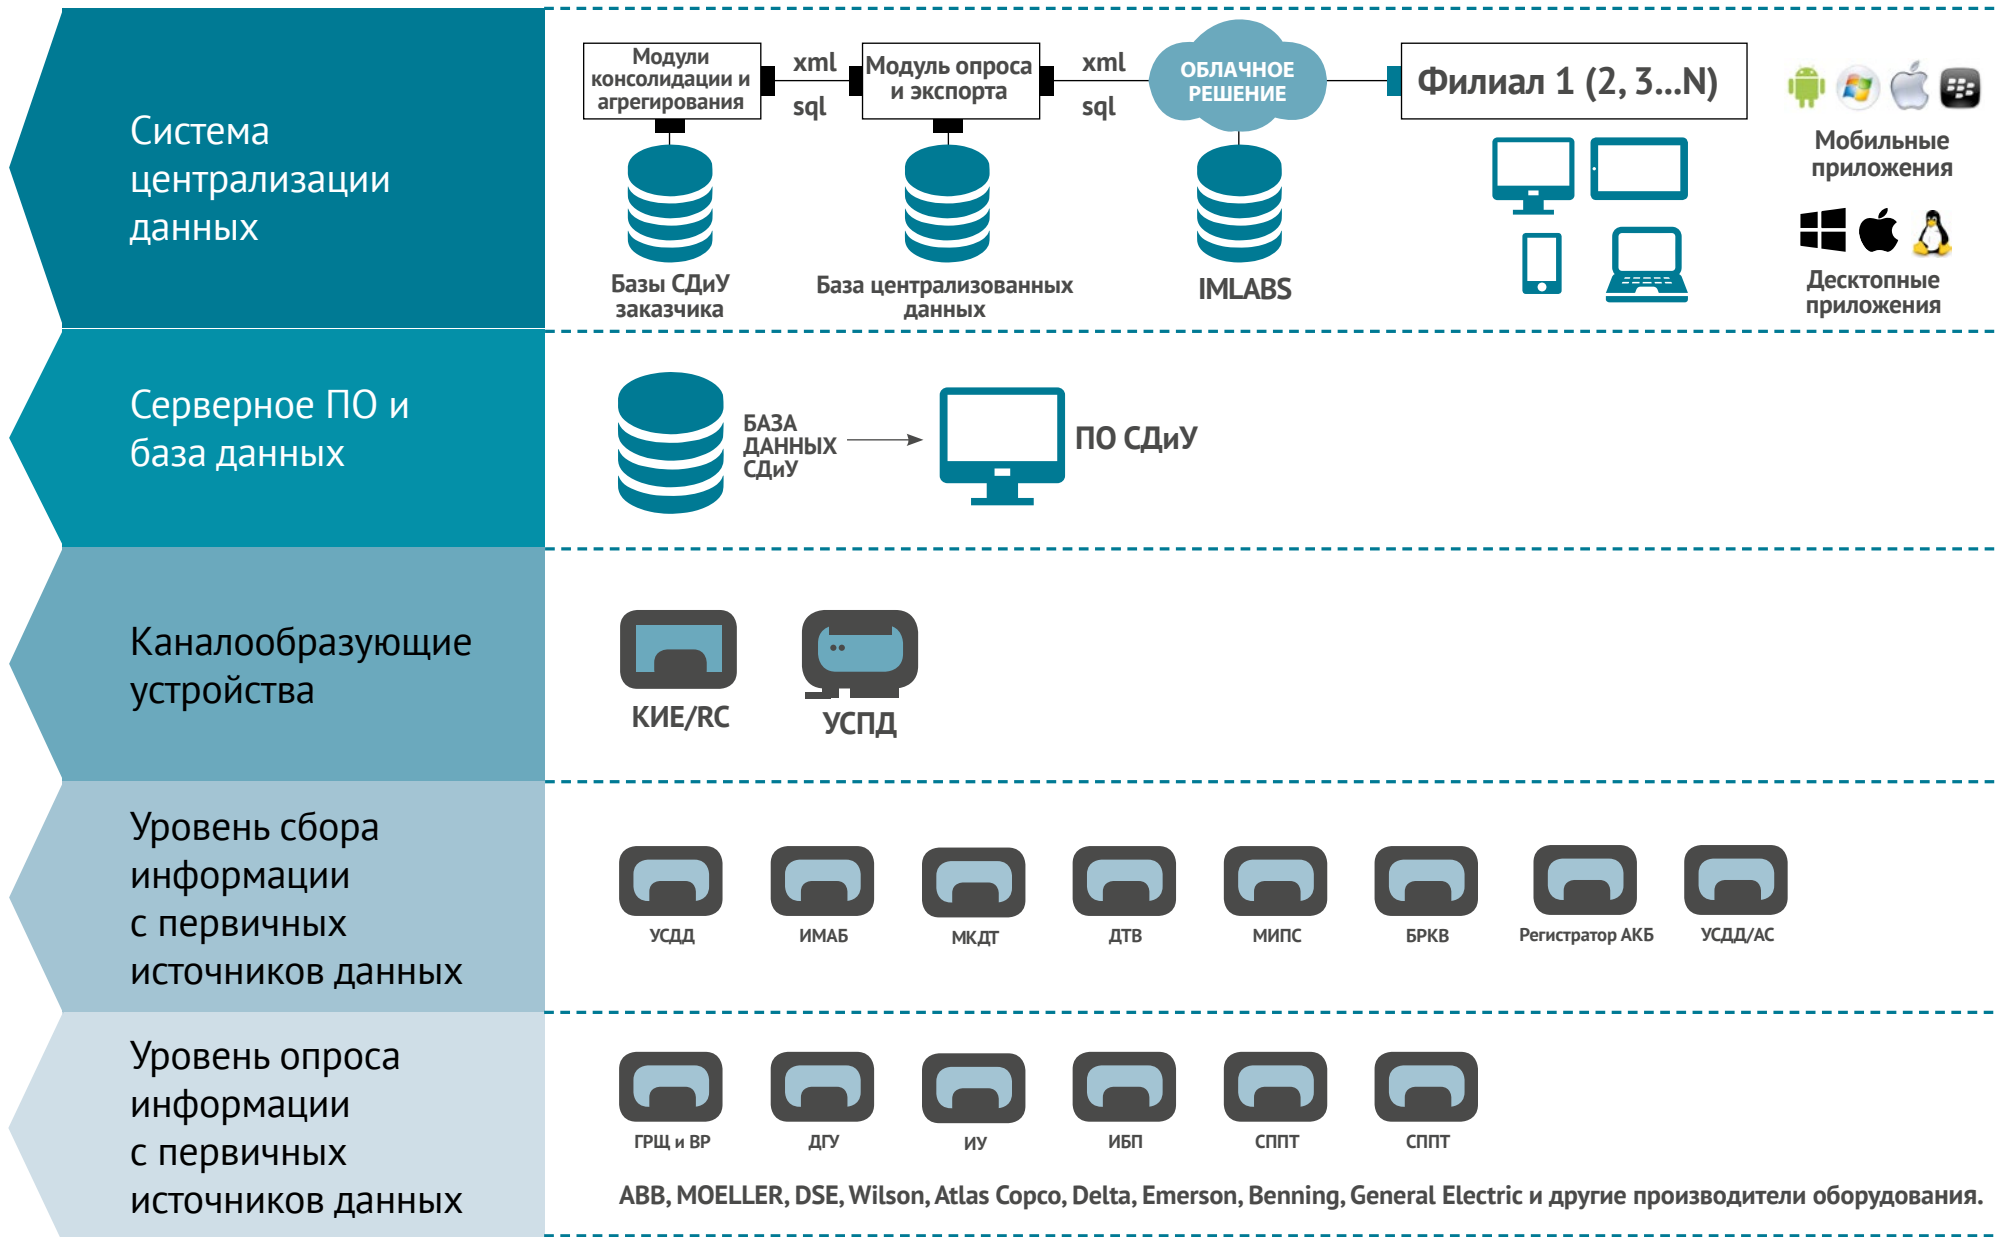 Система
централизации
данных
Модули
консолидации и
агрегирования
xml
sql
Модуль опроса
и экспорта
xml
sql
ОБЛАЧНОЕ
РЕШЕНИЕ
Филиал 1 (2, 3...N)
Мобильные
приложения
Базы СДиУ
заказчика
База централизованных
данных
IMLABS
Десктопные
приложения
Серверное ПО и
база данных
БАЗА
ДАННЫХ
СДиУ
ПО СДиУ
Каналообразующие
устройства
КИЕ/RC
УСПД
Уровень сбора
информации
с первичных
источников данных
УСДД
ИМАБ
МКДТ
ДТВ
МИПС
БРКВ
Регистратор АКБ
УСДД/АС
Уровень опроса
информации
с первичных
источников данных
ГРЩ и ВР
ДГУ
ИУ
ИБП
СППТ
СППТ
ABB, MOELLER, DSE, Wilson, Atlas Copco, Delta, Emerson, Benning, General Electric и другие производители оборудования.